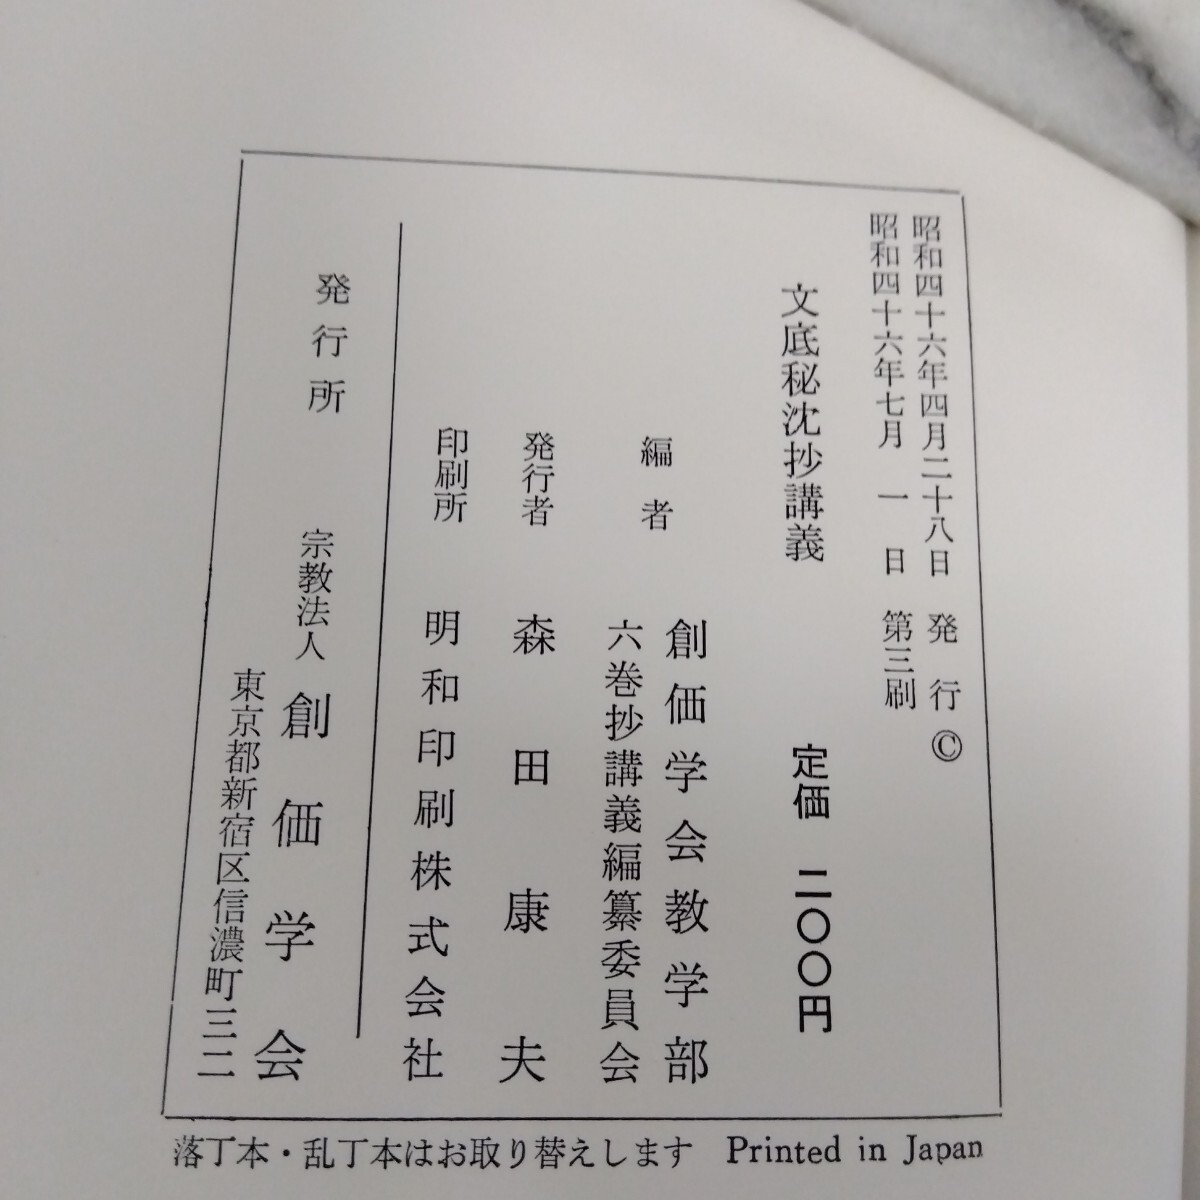 昭和四十六年四月二十八日 発行 ©
昭和四十六年七月 一 日 第三刷
文底秘沈抄講義 定価 二〇〇円
編者 創価学会教学部
六巻抄講義編纂委員会
発行者 森田康夫
印刷所 明和印刷株式会社
発行所 宗教法人 創価学会
東京都新宿区信濃町三二
落丁本・乱丁本はお取り替えします Printed in Japan